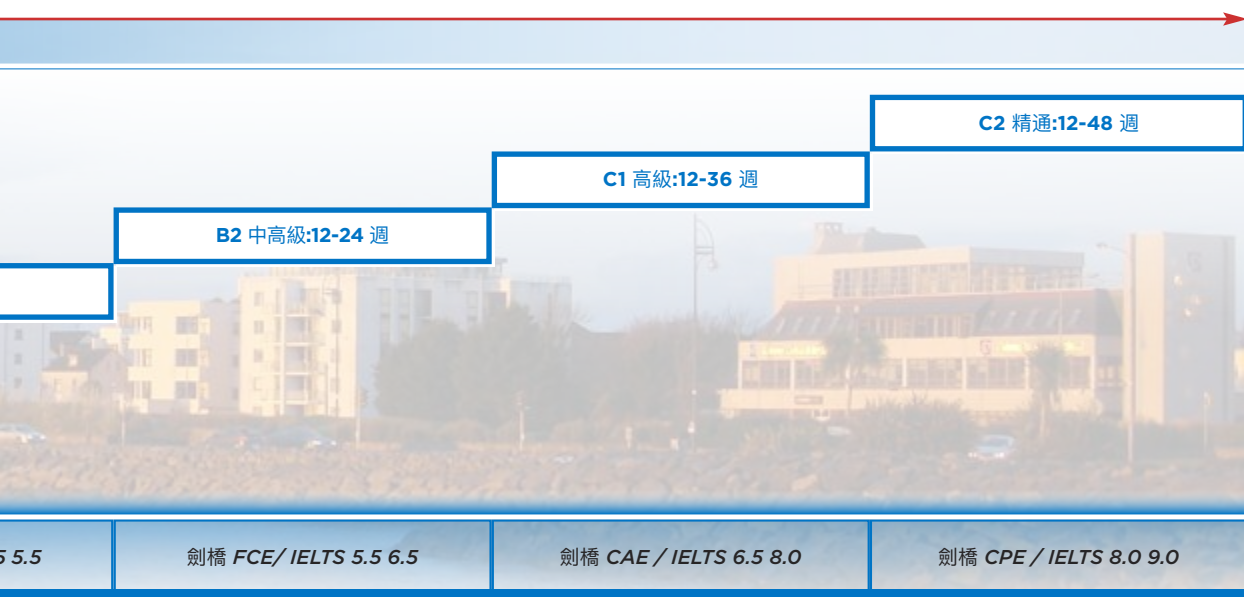 C2 精通:12-48 週
C1 高級:12-36 週
B2 中高級:12-24 週
5.5
劍橋 FCE/ IELTS 5.5 6.5
劍橋 CAE / IELTS 6.5 8.0
劍橋 CPE / IELTS 8.0 9.0